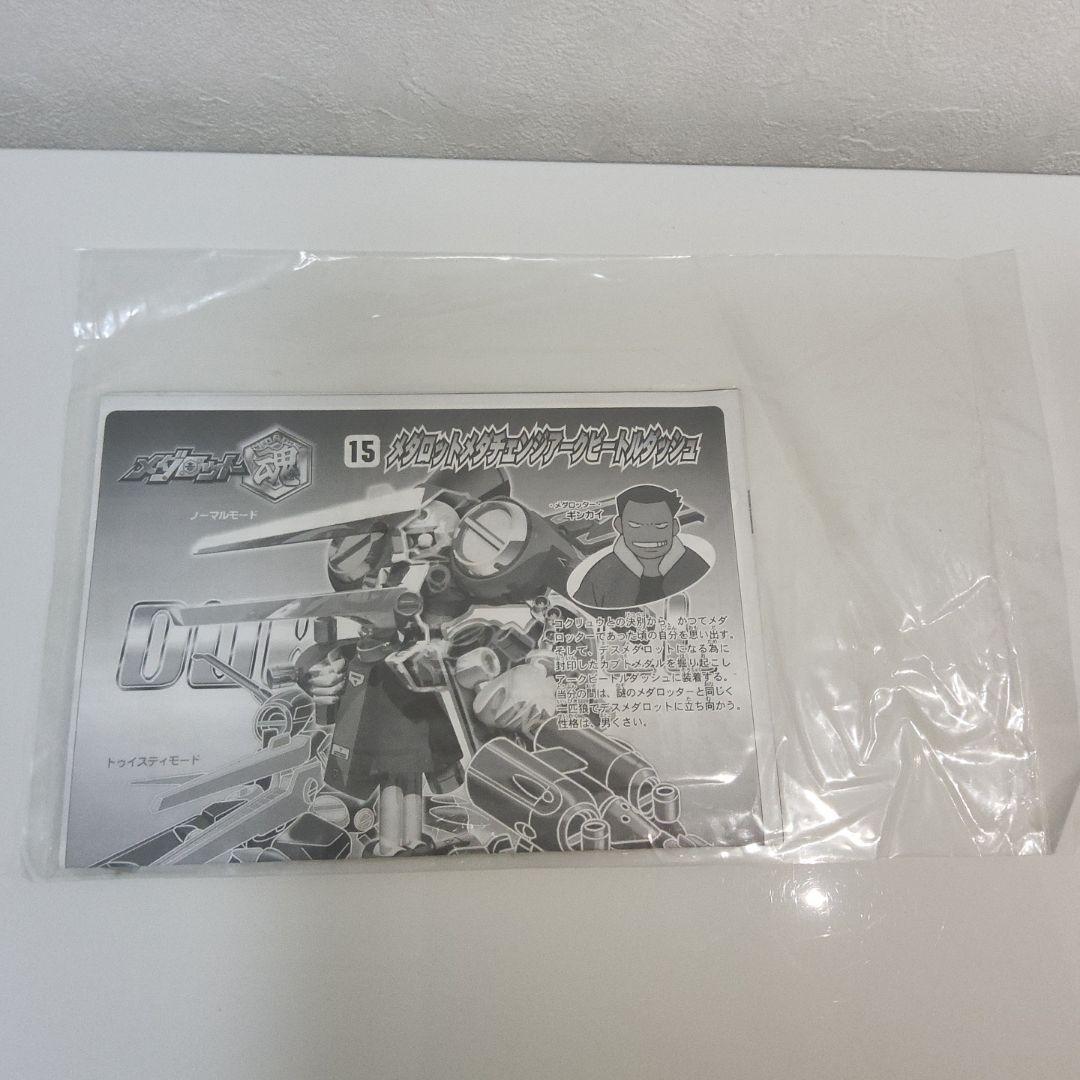 メダロット魂
15 メダロットメダチェンジアークビートルダッシュ
ノーマルモード
・メダロッター・
ギンカイ
コクリュウとの決別から、かつてメダ
ロッターであった頃の自分を思い出す。
そして、デスメダロットになる為に
封印したカブトメダルを掘り起こし
アークビートルダッシュに装着する。
当分の間は、謎のメダロッターと同じく
一匹狼でデスメダロットに立ち向かう。
性格は、男くさい。
トゥイスティモード